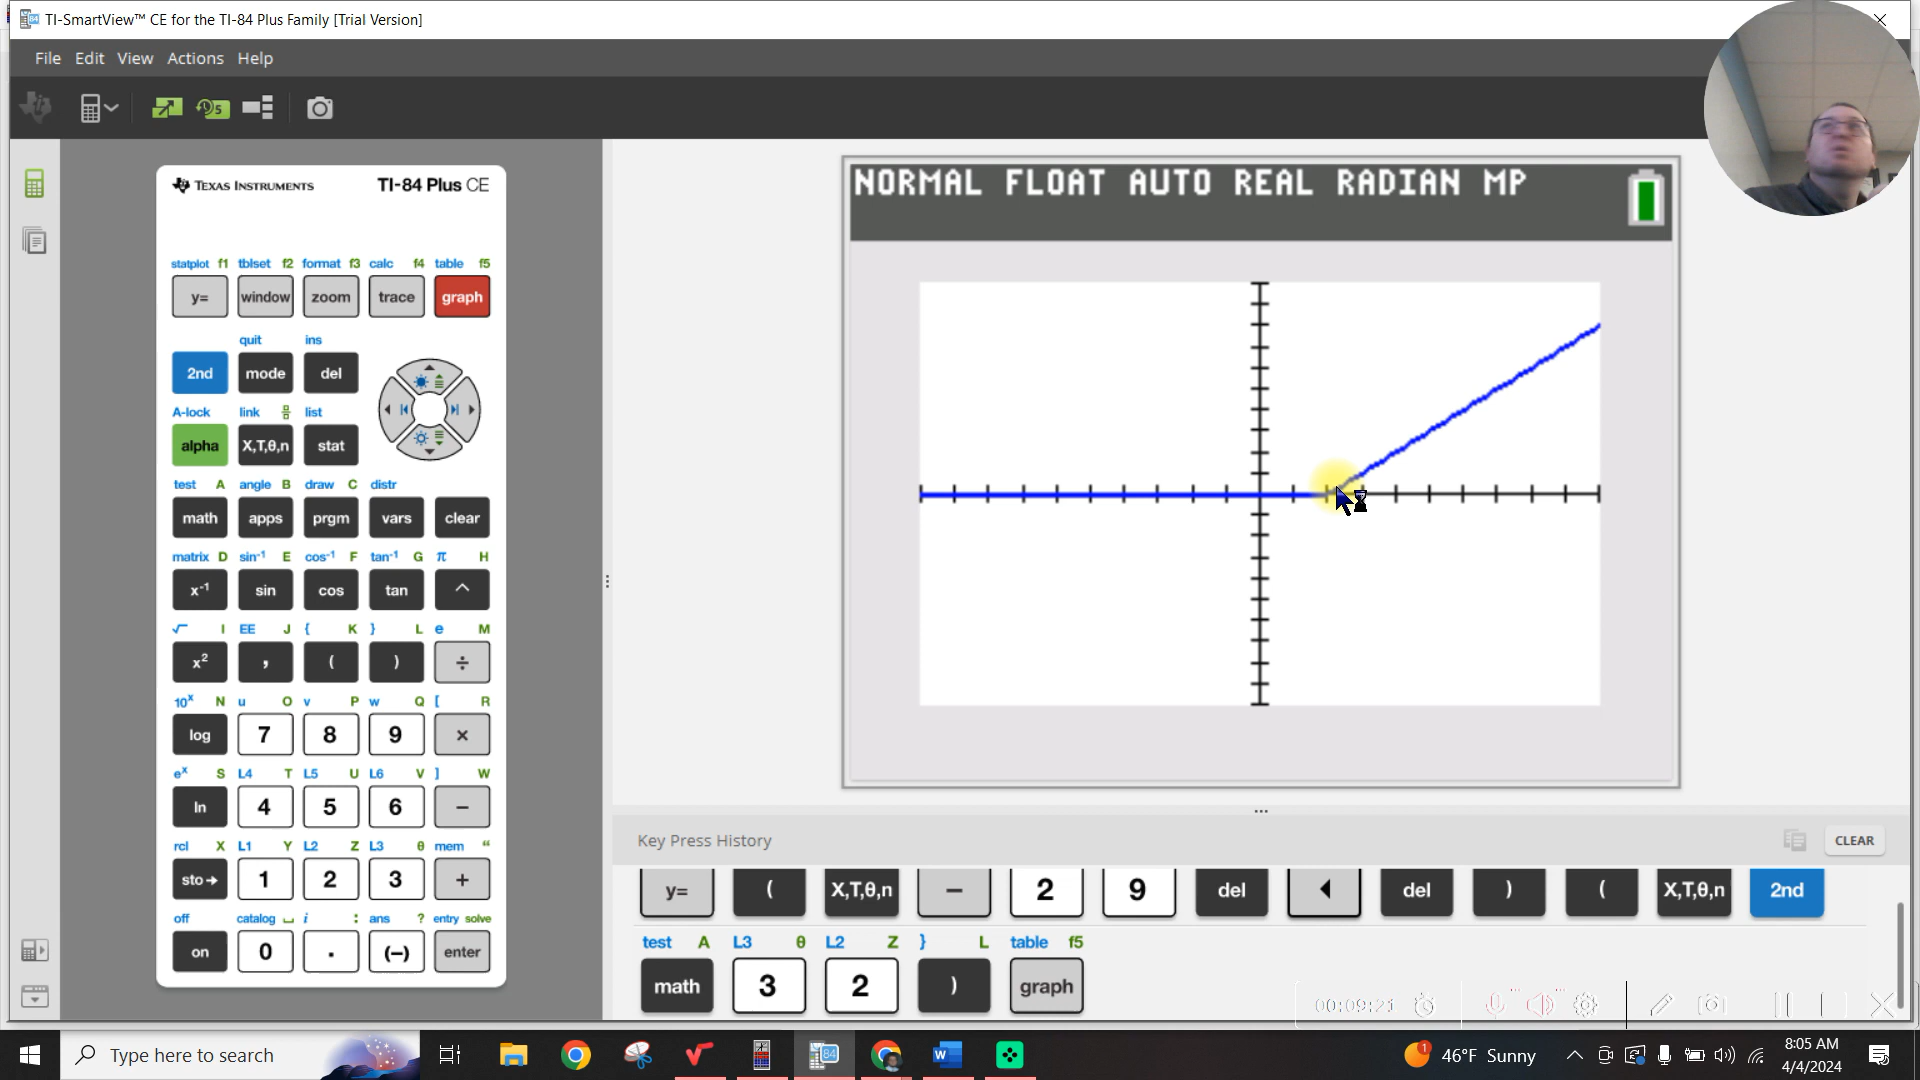 TI-SmartView™ CE for the TI-84 Plus Family [Trial Version]
File Edit View Actions Help
TEXAS INSTRUMENTS TI-84 Plus CE
statplot f1 tblset f2 format f3 calc f4 table f5
y= window zoom trace graph
quit ins
2nd mode del
A-lock link list
alpha X,T,θ,n stat
test A angle B draw C distr
math apps prgm vars clear
matrix D sin⁻¹ E cos⁻¹ F tan⁻¹ G π H
x⁻¹ sin cos tan ^
√ I EE J { K } L e M
x² , ( ) ÷
10ˣ N u O v P w Q [ R
log 7 8 9 ×
eˣ S L4 T L5 U L6 V ] W
ln 4 5 6 −
rcl X L1 Y L2 Z L3 θ mem “
sto→ 1 2 3 +
off catalog ⎵ i : ans ? entry solve
on 0 . (−) enter
NORMAL FLOAT AUTO REAL RADIAN MP
Key Press History CLEAR
y= ( X,T,θ,n − 2 9 del del ) ( X,T,θ,n 2nd
test A L3 θ L2 Z } L table f5
math 3 2 ) graph
00:09:21
Type here to search
84
1
46°F Sunny
8:05 AM
4/4/2024